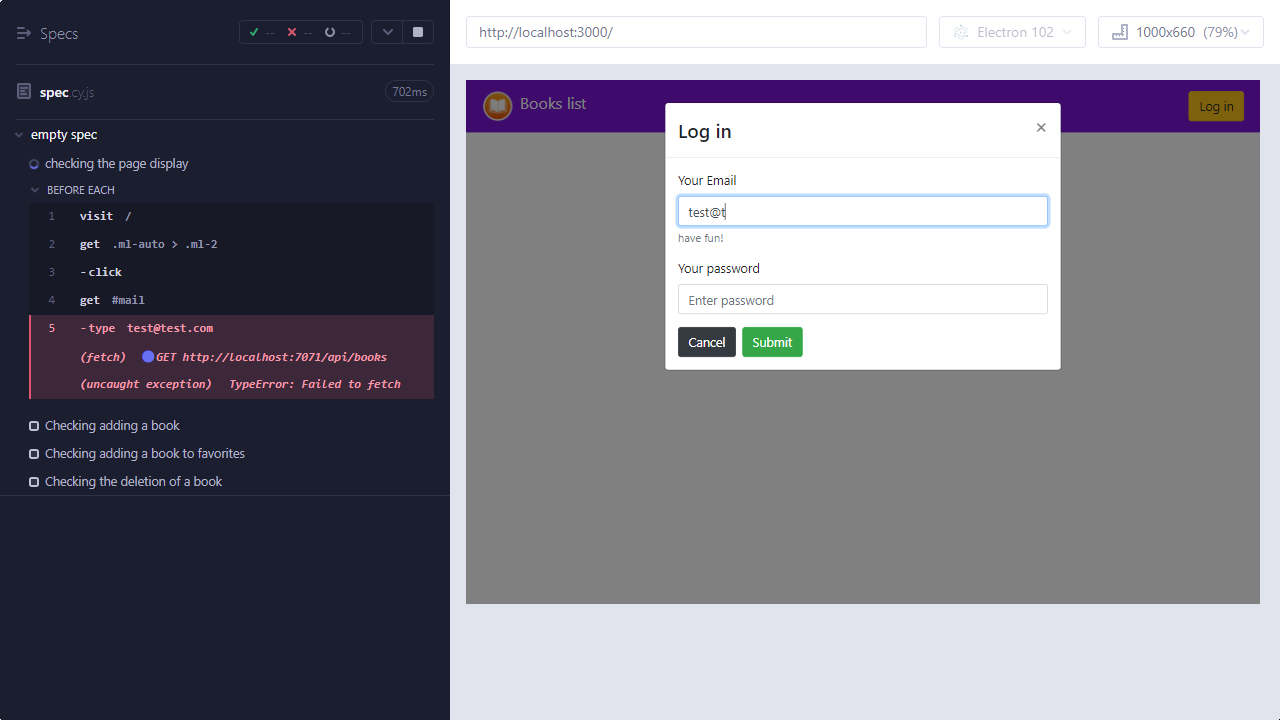 Specs
-- -- --
spec.cy.js 702ms
empty spec
checking the page display
BEFORE EACH
1 visit /
2 get .ml-auto > .ml-2
3 -click
4 get #mail
5 -type test@test.com
(fetch) GET http://localhost:7071/api/books
(uncaught exception) TypeError: Failed to fetch
Checking adding a book
Checking adding a book to favorites
Checking the deletion of a book
http://localhost:3000/
Electron 102
1000x660 (79%)
Books list
Log in
Log in
×
Your Email
test@t
have fun!
Your password
Enter password
Cancel
Submit